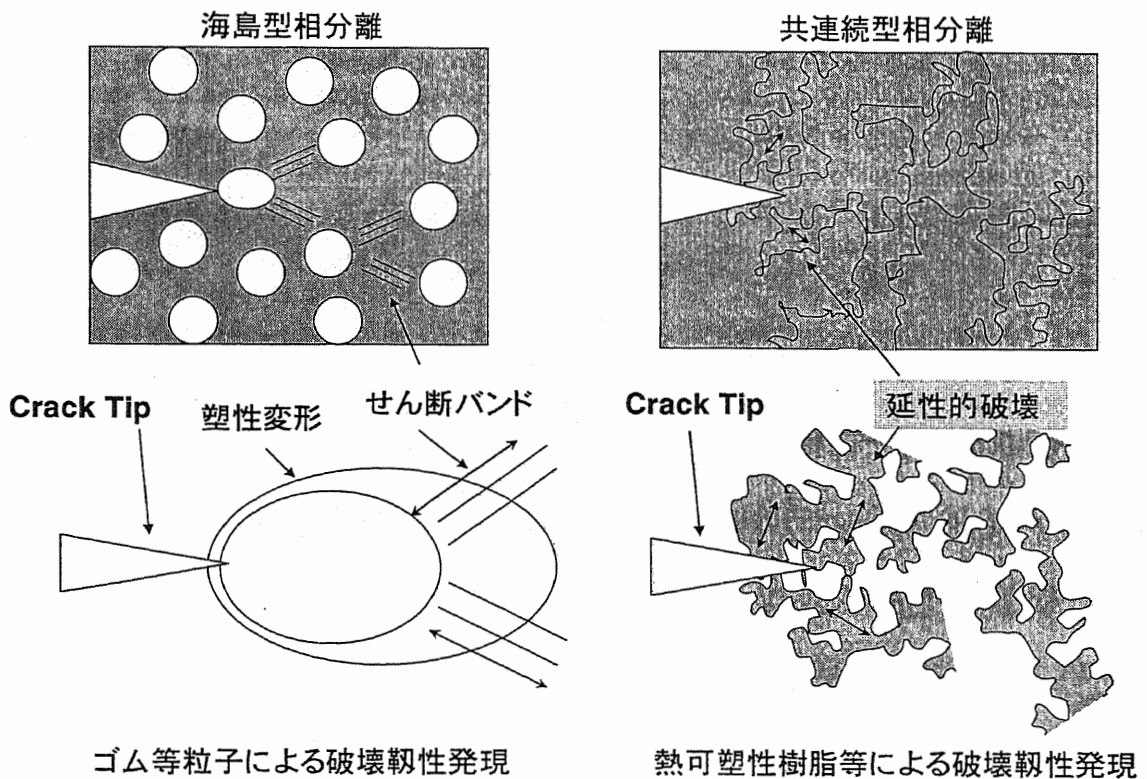 海島型相分離
共連続型相分離
Crack Tip
塑性変形
せん断バンド
Crack Tip
延性的破壊
ゴム等粒子による破壊靱性発現
熱可塑性樹脂等による破壊靱性発現